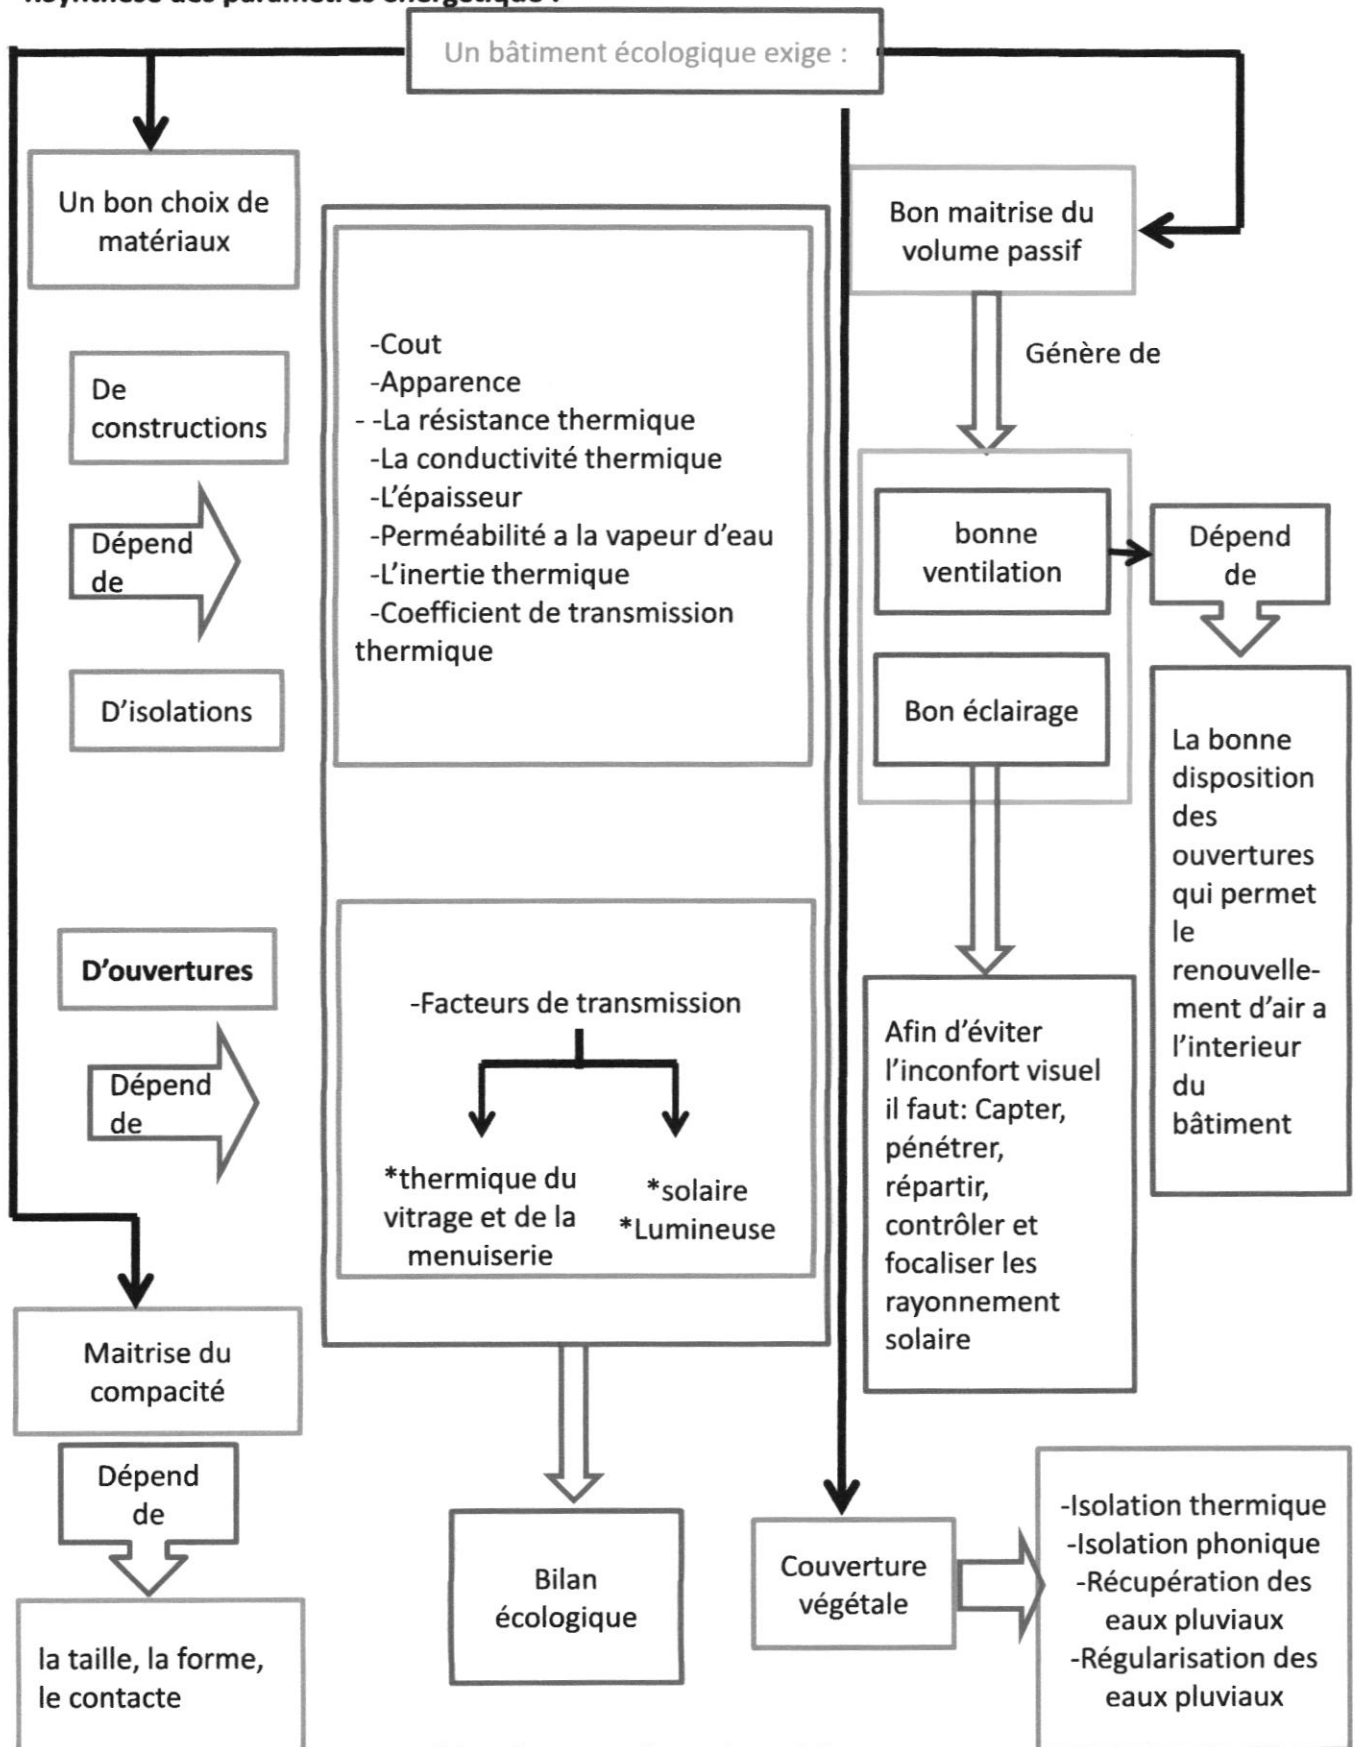 synthèse des paramètres énergétique :
Un bâtiment écologique exige :
Un bon choix de
matériaux
De
constructions
Dépend
de
D'isolations
D'ouvertures
Dépend
de
Maitrise du
compacité
Dépend
de
la taille, la forme,
le contacte
-Cout
-Apparence
- -La résistance thermique
-La conductivité thermique
-L'épaisseur
-Perméabilité a la vapeur d'eau
-L'inertie thermique
-Coefficient de transmission
thermique
-Facteurs de transmission
*thermique du
vitrage et de la
menuiserie
*solaire
*Lumineuse
Bilan
écologique
Bon maitrise du
volume passif
Génère de
bonne
ventilation
Dépend
de
La bonne
disposition
des
ouvertures
qui permet
le
renouvelle-
ment d'air a
l'interieur
du
bâtiment
Bon éclairage
Afin d'éviter
l'inconfort visuel
il faut: Capter,
pénétrer,
répartir,
contrôler et
focaliser les
rayonnement
solaire
Couverture
végétale
-Isolation thermique
-Isolation phonique
-Récupération des
eaux pluviaux
-Régularisation des
eaux pluviaux